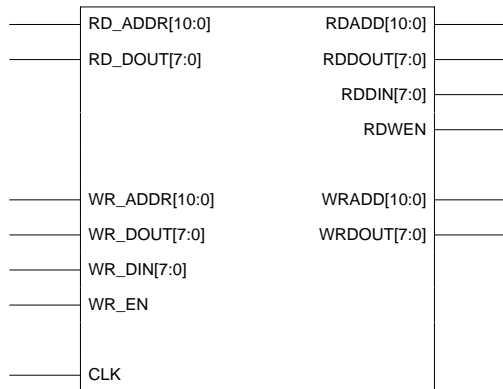 RD_ADDR[10:0] RDADD[10:0]
RD_DOUT[7:0] RDDOUT[7:0]
RDDIN[7:0]
RDWEN
WR_ADDR[10:0] WRADD[10:0]
WR_DOUT[7:0] WRDOUT[7:0]
WR_DIN[7:0]
WR_EN
CLK